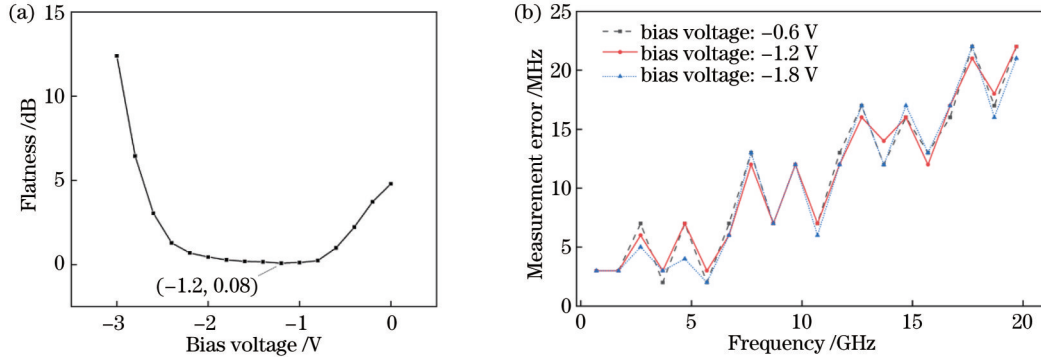 (a)
15
10
5
0
Flatness /dB
(−1.2, 0.08)
−3
−2
−1
0
Bias voltage /V
(b)
25
20
15
10
5
0
Measurement error /MHz
bias voltage: −0.6 V
bias voltage: −1.2 V
bias voltage: −1.8 V
0
5
10
15
20
Frequency /GHz